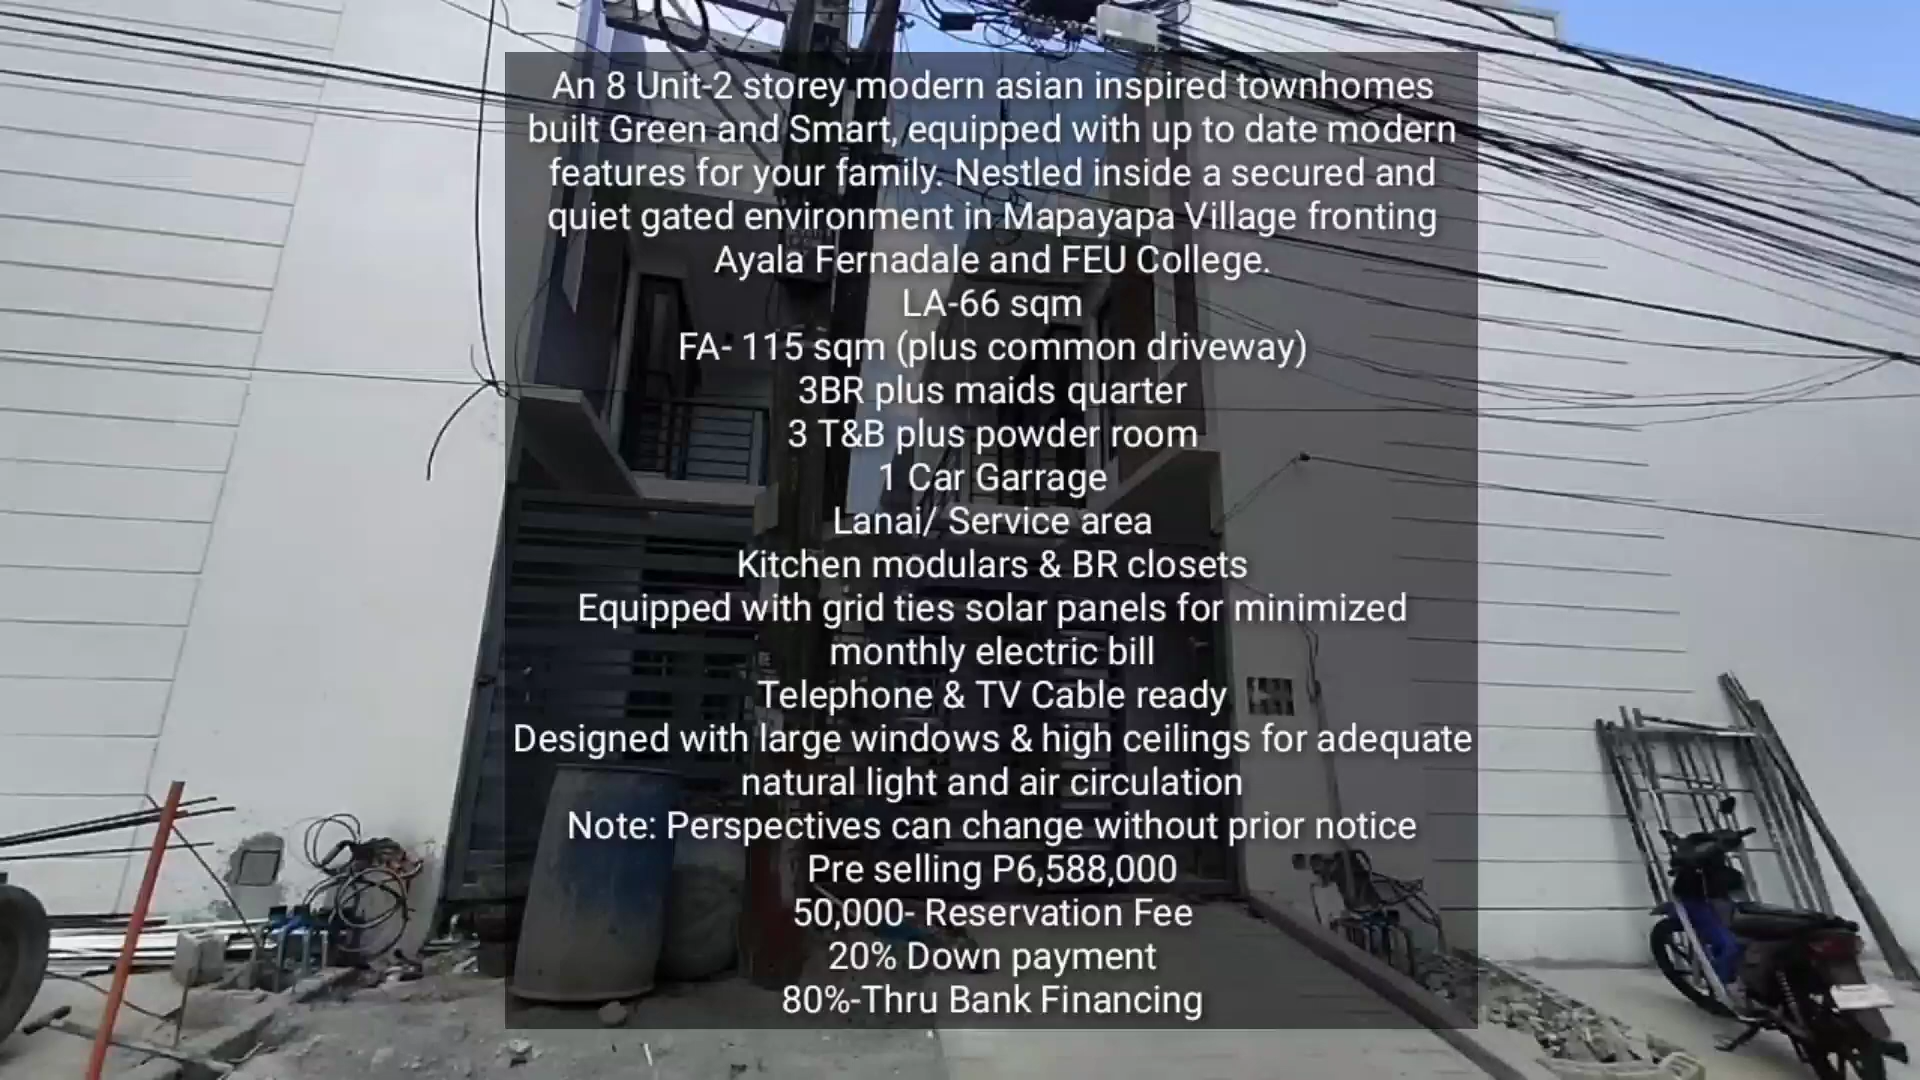 An 8 Unit-2 storey modern asian inspired townhomes
built Green and Smart, equipped with up to date modern
features for your family. Nestled inside a secured and
quiet gated environment in Mapayapa Village fronting
Ayala Fernadale and FEU College.
LA-66 sqm
FA- 115 sqm (plus common driveway)
3BR plus maids quarter
3 T&B plus powder room
1 Car Garrage
Lanai/ Service area
Kitchen modulars & BR closets
Equipped with grid ties solar panels for minimized
monthly electric bill
Telephone & TV Cable ready
Designed with large windows & high ceilings for adequate
natural light and air circulation
Note: Perspectives can change without prior notice
Pre selling P6,588,000
50,000- Reservation Fee
20% Down payment
80%-Thru Bank Financing